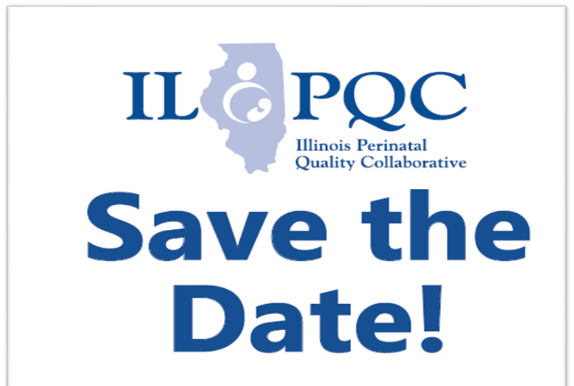 IL PQC
Illinois Perinatal
Quality Collaborative
Save the
Date!